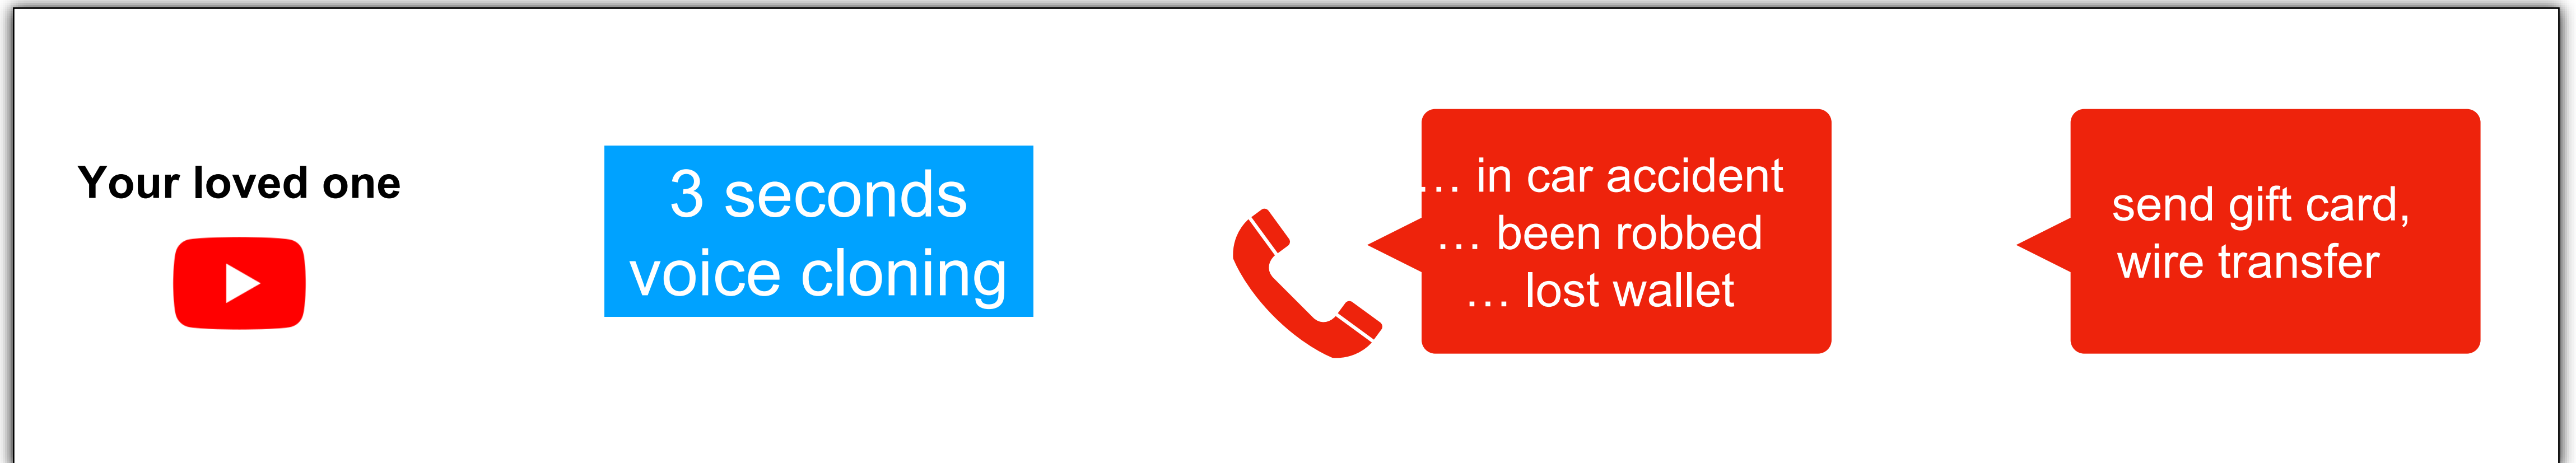 Your loved one
3 seconds
voice cloning
… in car accident
… been robbed
… lost wallet
send gift card,
wire transfer